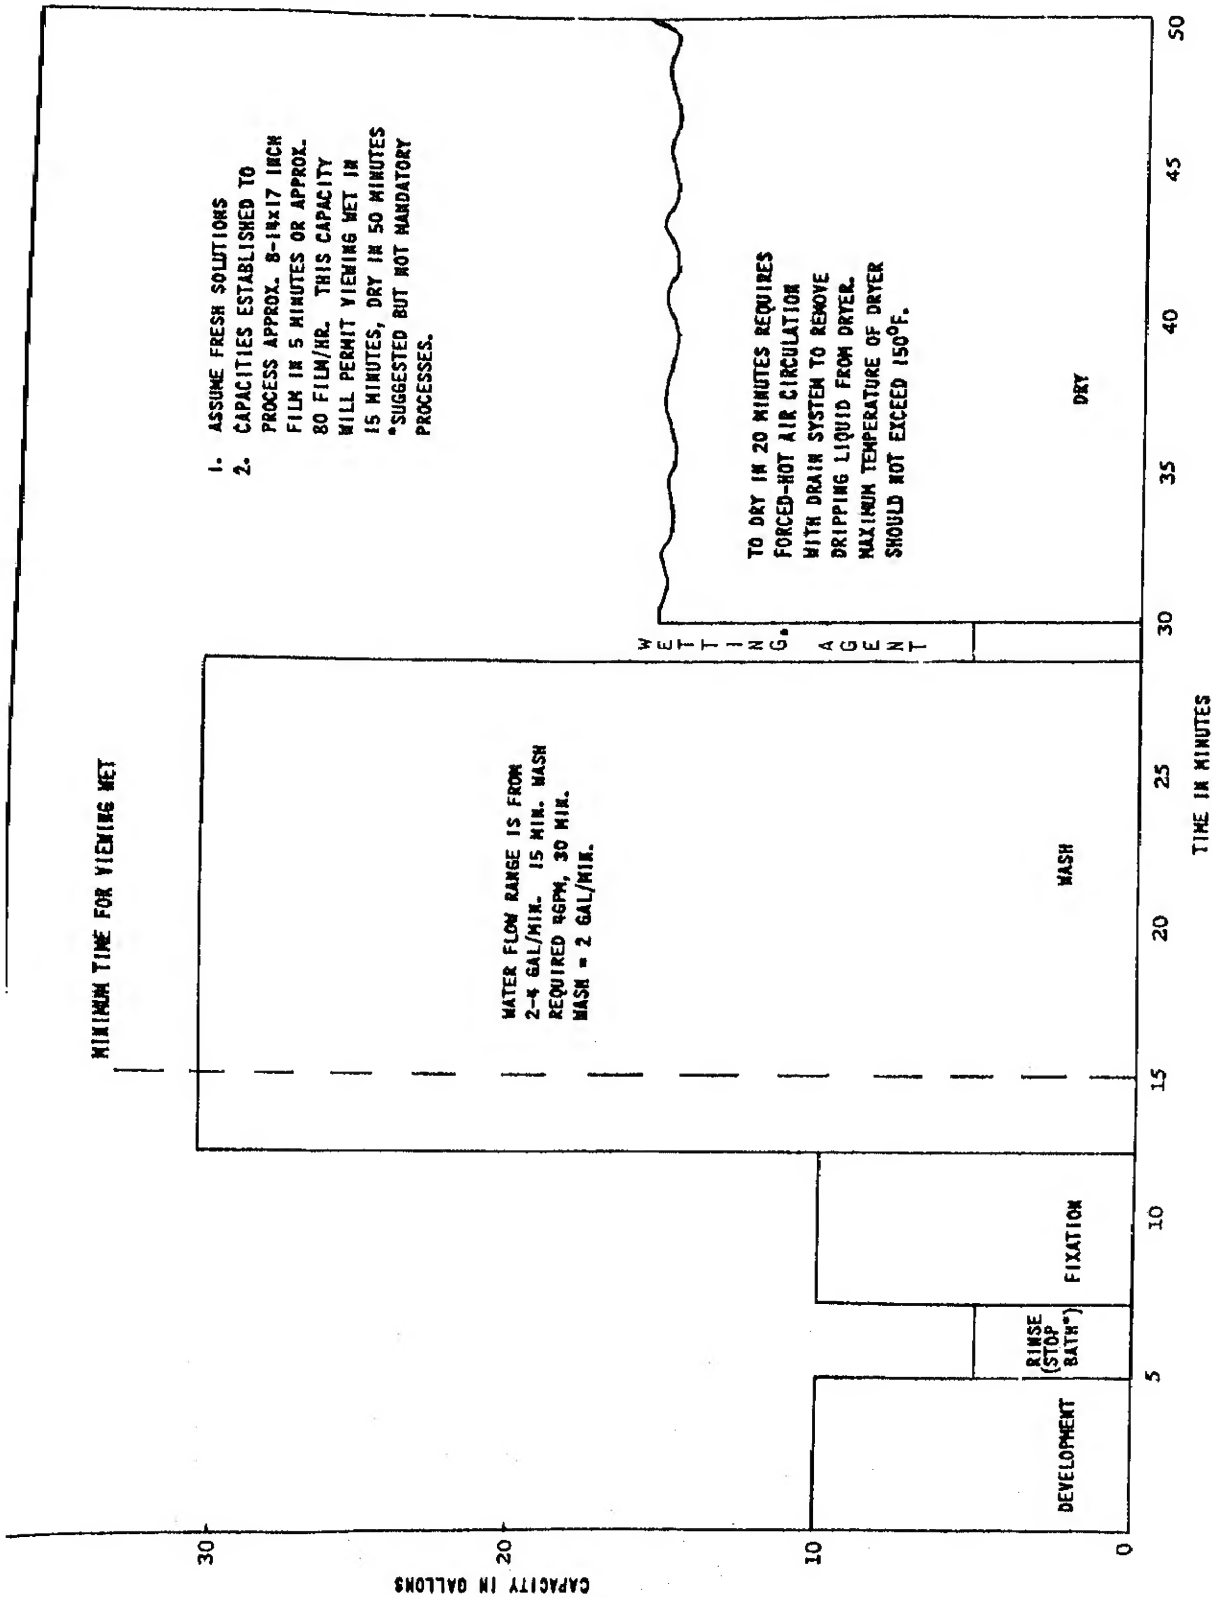 MINIMUM TIME FOR VIEWING WET
1. ASSUME FRESH SOLUTIONS
2. CAPACITIES ESTABLISHED TO
PROCESS APPROX. 8-14x17 INCH
FILM IN 5 MINUTES OR APPROX.
80 FILM/HR. THIS CAPACITY
WILL PERMIT VIEWING WET IN
15 MINUTES, DRY IN 50 MINUTES
*SUGGESTED BUT NOT MANDATORY
PROCESSES.
WATER FLOW RANGE IS FROM
2-4 GAL/MIN. 15 MIN. WASH
REQUIRED 4GPM, 30 MIN.
WASH = 2 GAL/MIN.
WETTING. AGENT
TO DRY IN 20 MINUTES REQUIRES
FORCED-HOT AIR CIRCULATION
WITH DRAIN SYSTEM TO REMOVE
DRIPPING LIQUID FROM DRYER.
MAXIMUM TEMPERATURE OF DRYER
SHOULD NOT EXCEED 150°F.
CAPACITY IN GALLONS
30
20
10
0
DEVELOPMENT
RINSE
(STOP
BATH*)
FIXATION
WASH
DRY
5
10
15
20
25
30
35
40
45
50
TIME IN MINUTES